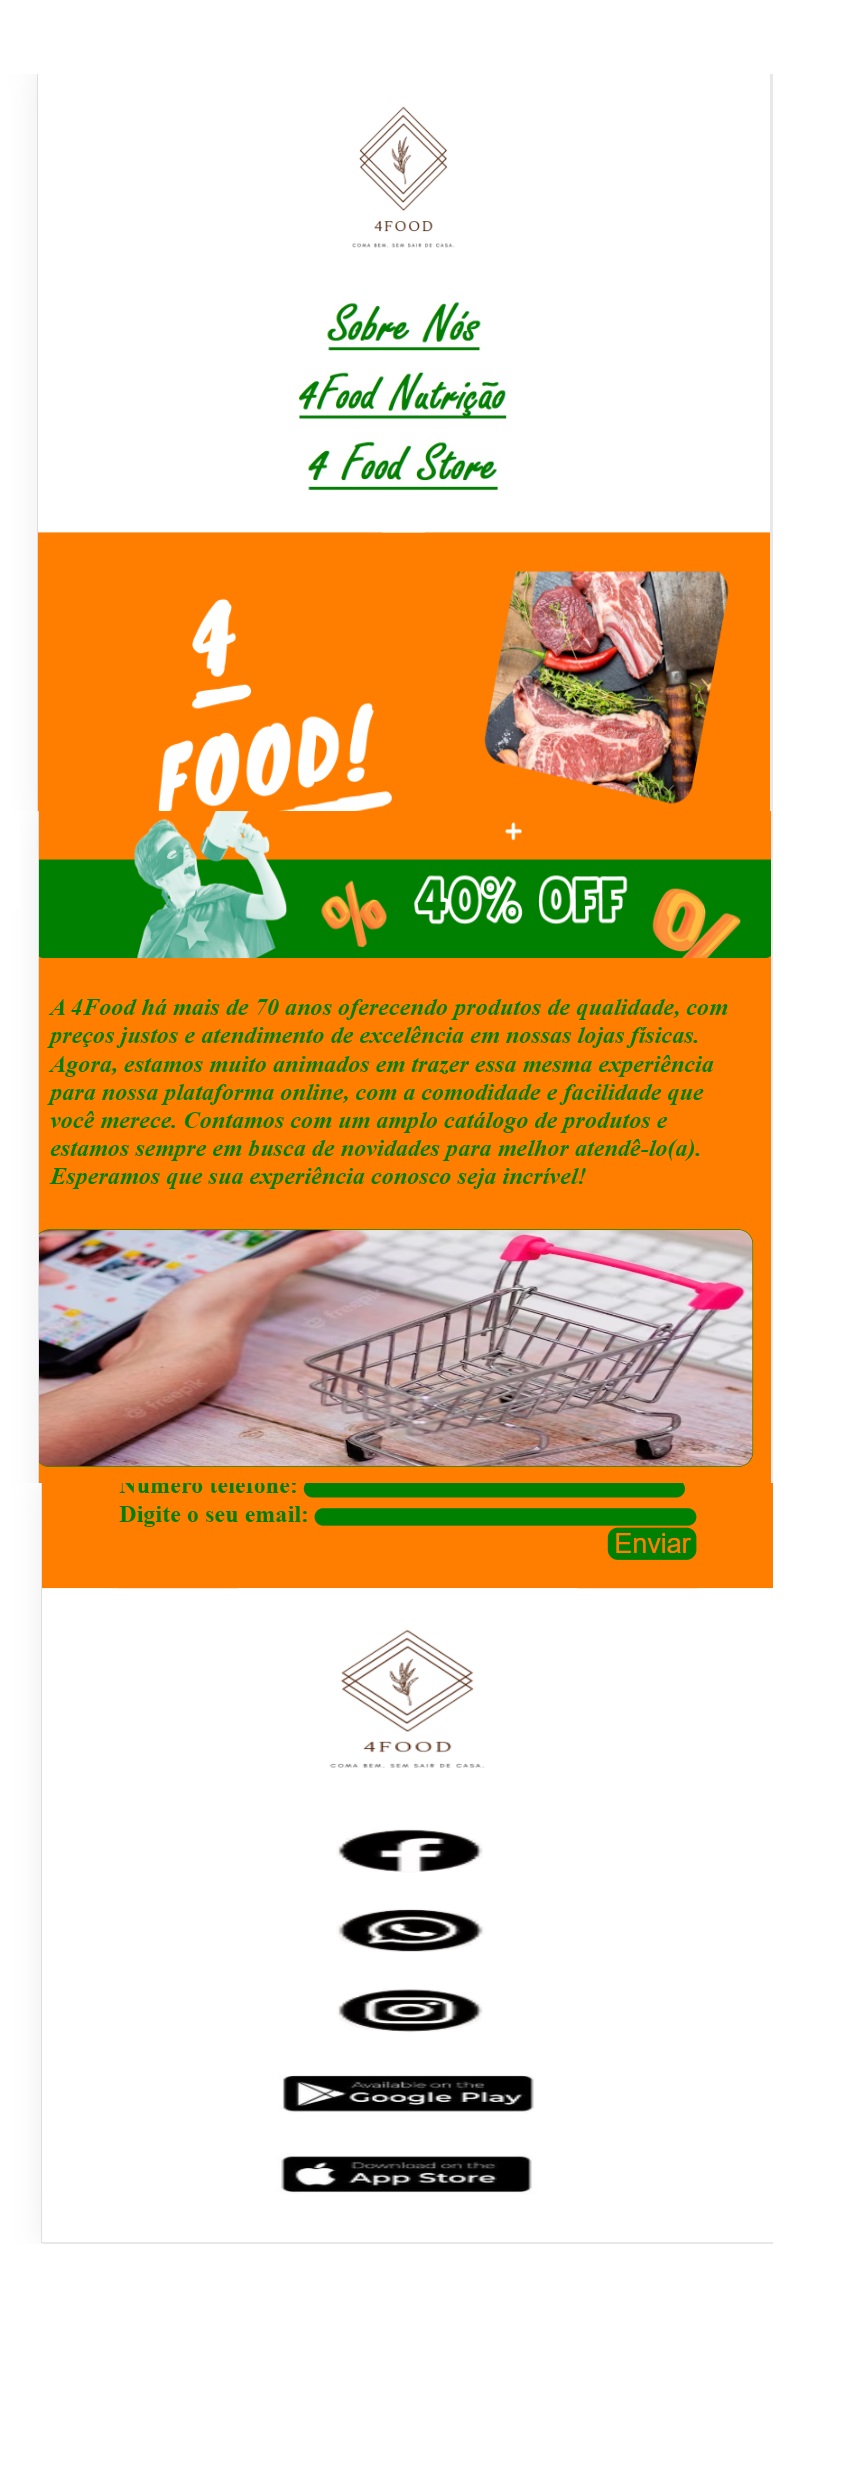 4FOOD
COMA BEM. SEM SAIR DE CASA.
Sobre Nós
4Food Nutrição
4 Food Store
4
FOOD!
+
% 40% OFF %
A 4Food há mais de 70 anos oferecendo produtos de qualidade, com
preços justos e atendimento de excelência em nossas lojas físicas.
Agora, estamos muito animados em trazer essa mesma experiência
para nossa plataforma online, com a comodidade e facilidade que
você merece. Contamos com um amplo catálogo de produtos e
estamos sempre em busca de novidades para melhor atendê-lo(a).
Esperamos que sua experiência conosco seja incrível!
freepik
freepik
Número telefone:
Digite o seu email:
Enviar
4FOOD
COMA BEM. SEM SAIR DE CASA.
Available on the
Google Play
Download on the
App Store